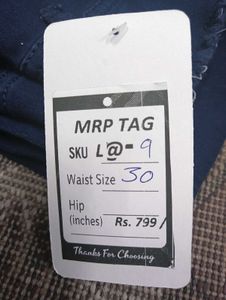 MRP TAG
SKU L@-9
Waist Size 30
Hip
(inches) Rs. 799/
Thanks For Choosing